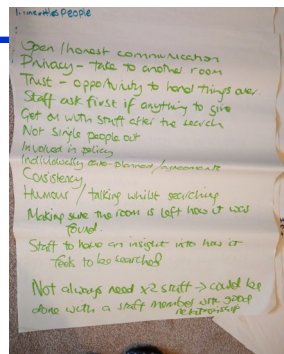 People
Open/honest communication
Privacy - take to another room
Trust - opportunity to hand things over
Staff ask first if anything to give
Get on with stuff after the search
Not single people out
Involved in policy
Individually care-planned/agreements
Consistency
Humour / talking whilst searching
Making sure the room is left how it was
found.
Staff to have an insight into how it
feels to be searched
Not always need x2 staff → could be
done with a staff member with good
relationship